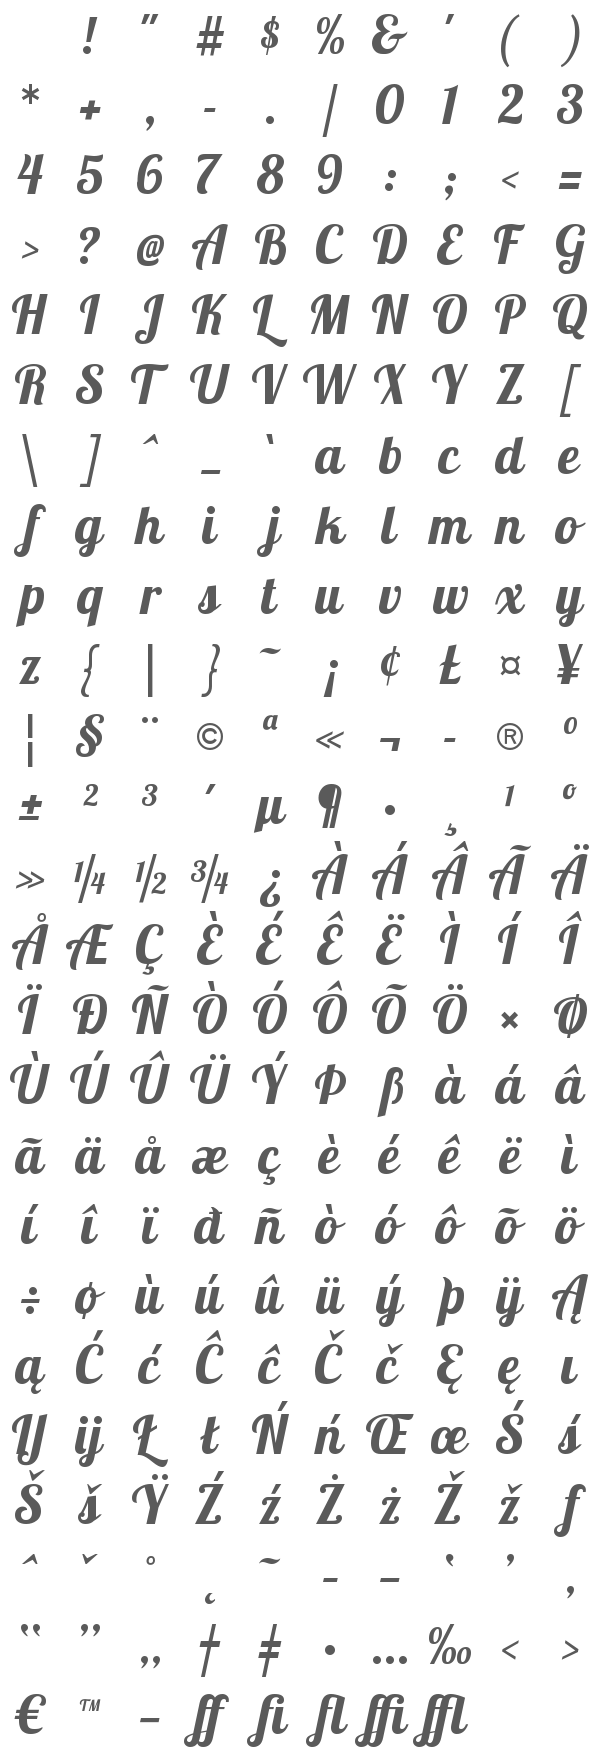 ! " # $ % & ' ( )
* + , - . / 0 1 2 3
4 5 6 7 8 9 : ; < =
> ? @ A B C D E F G
H I J K L M N O P Q
R S T U V W X Y Z [
\ ] ^ _ ` a b c d e
f g h i j k l m n o
p q r s t u v w x y
z { | } ~ ¡ ¢ Ł ¤ ¥
¦ § ¨ © ª « ¬ - ® º
± ² ³ ´ µ ¶ · ¸ ¹ º
» ¼ ½ ¾ ¿ À Á Â Ã Ä
Å Æ Ç È É Ê Ë Ì Í Î
Ï Ð Ñ Ò Ó Ô Õ Ö × Ø
Ù Ú Û Ü Ý Þ ß à á â
ã ä å æ ç è é ê ë ì
í î ï đ ñ ò ó ô õ ö
÷ ø ù ú û ü ý þ ÿ Ą
ą Ć ć Ĉ ĉ Č č Ę ę ı
Ĳ ĳ Ł ł Ń ń Œ œ Ś ś
Š š Ÿ Ź ź Ż ż Ž ž ƒ
ˆ ˇ ˚ ˛ ˜ – — ‘ ’ ‚
“ ” „ † ‡ • … ‰ ‹ ›
€ ™ − ff fi fl ffi ffl